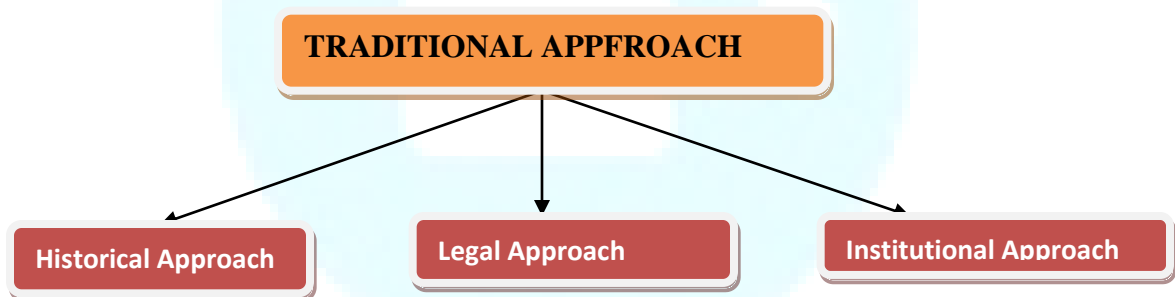 TRADITIONAL APPFROACH
Historical Approach
Legal Approach
Institutional Approach